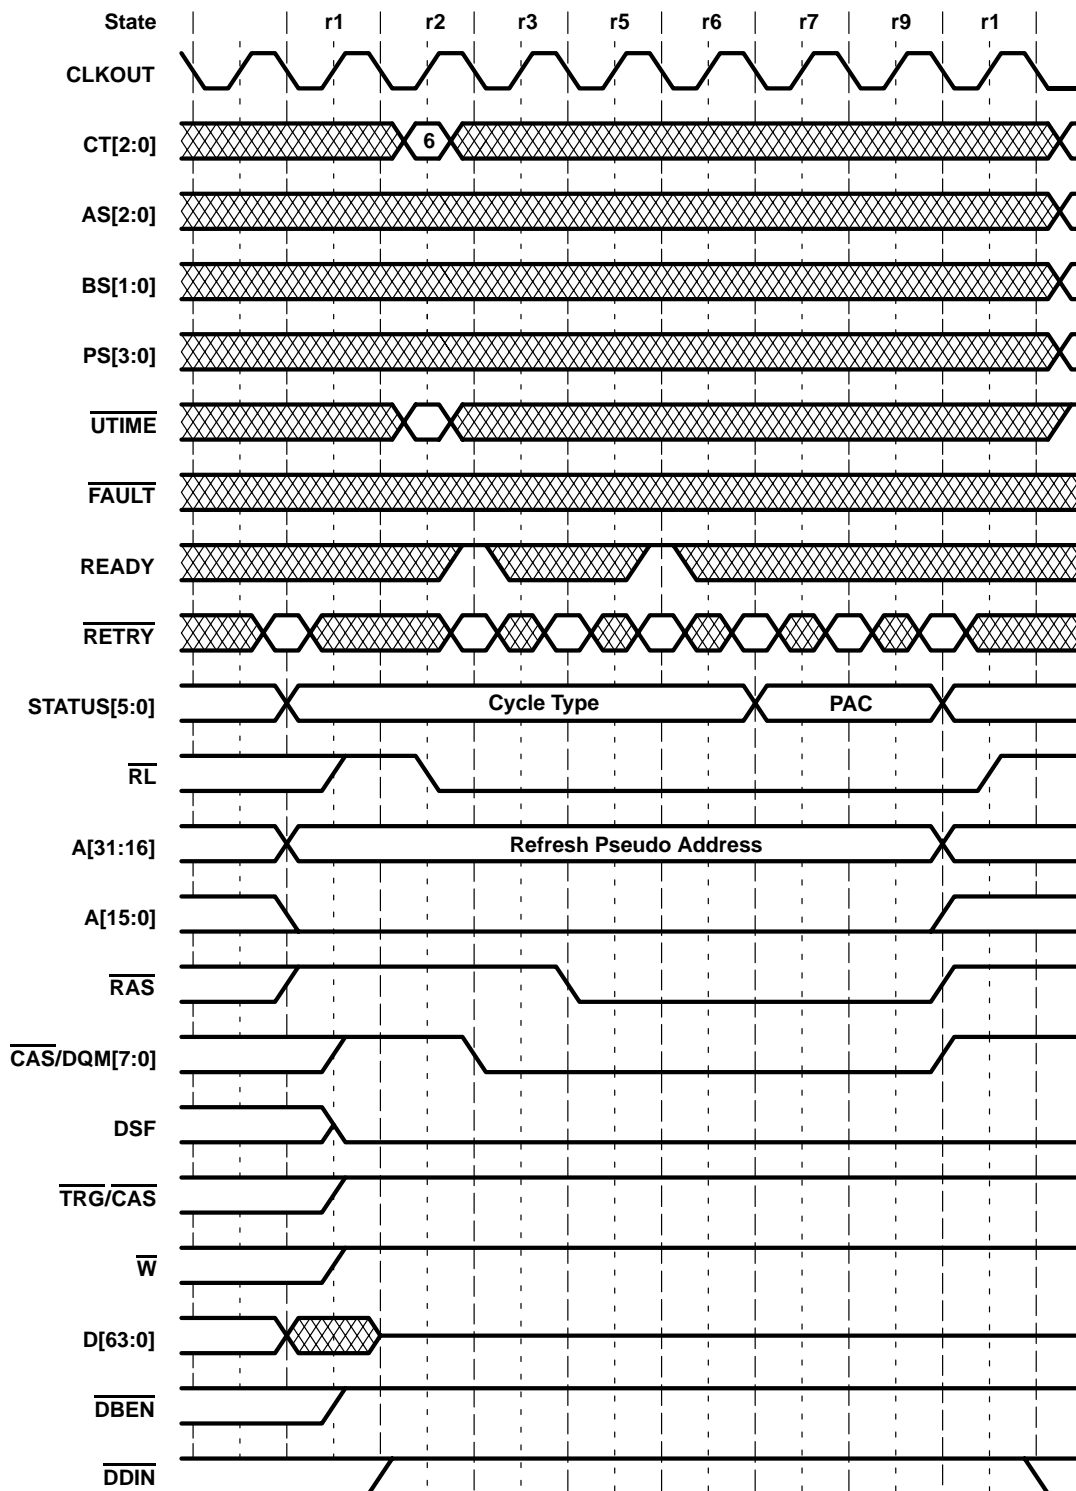 State r1 r2 r3 r5 r6 r7 r9 r1
CLKOUT
CT[2:0] 6
AS[2:0]
BS[1:0]
PS[3:0]
UTIME
FAULT
READY
RETRY
STATUS[5:0] Cycle Type PAC
RL
A[31:16] Refresh Pseudo Address
A[15:0]
RAS
CAS/DQM[7:0]
DSF
TRG/CAS
W
D[63:0]
DBEN
DDIN